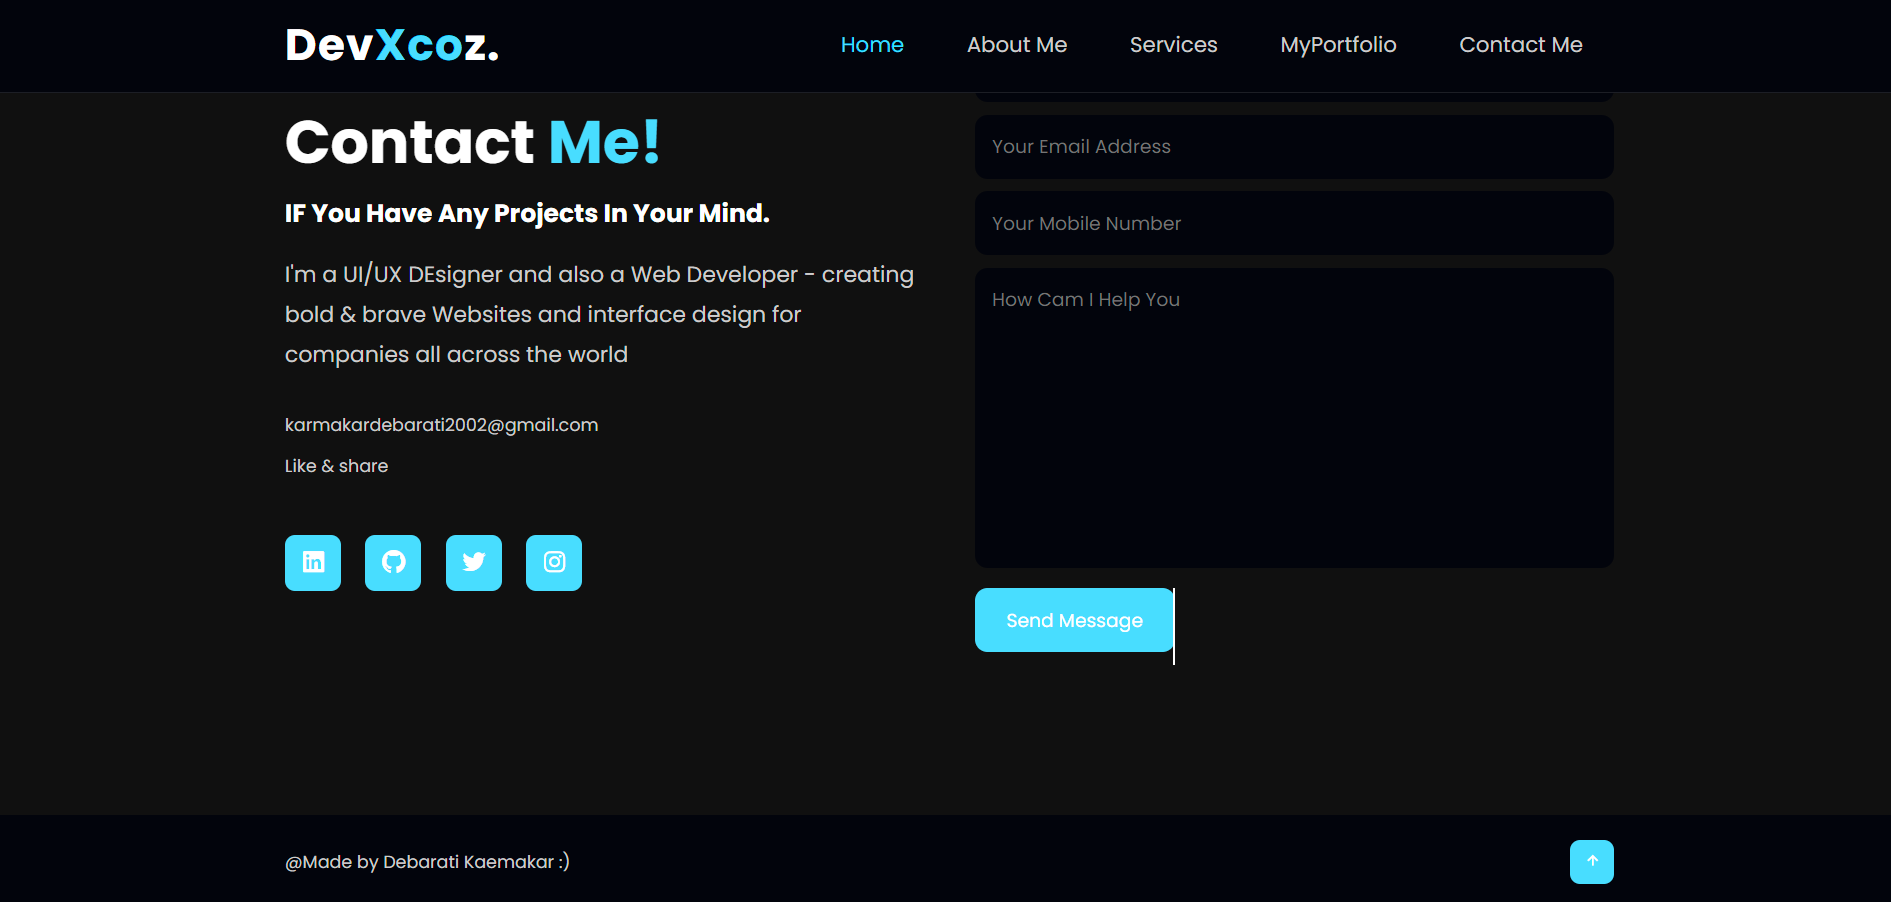 DevXcoz.
Home About Me Services MyPortfolio Contact Me
Contact Me!
IF You Have Any Projects In Your Mind.
I'm a UI/UX DEsigner and also a Web Developer - creating
bold & brave Websites and interface design for
companies all across the world
karmakardebarati2002@gmail.com
Like & share
Your Email Address
Your Mobile Number
How Cam I Help You
Send Message
@Made by Debarati Kaemakar :)